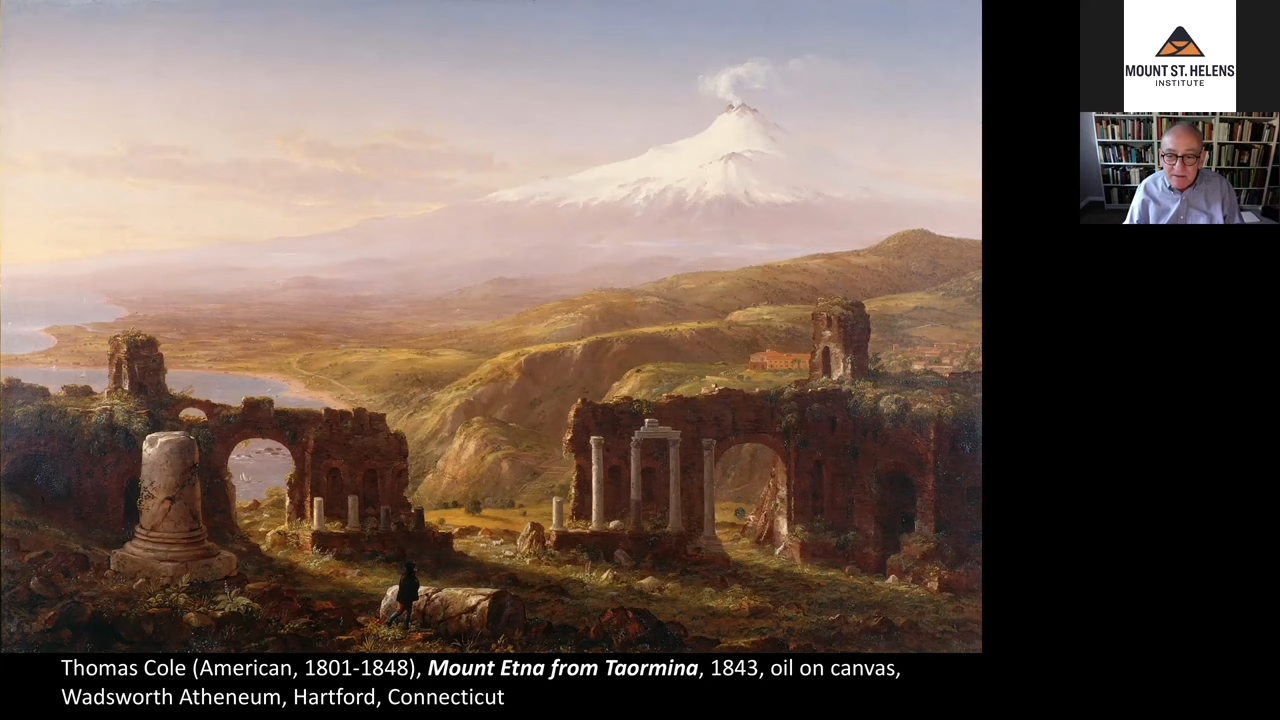 MOUNT ST. HELENS
INSTITUTE
Thomas Cole (American, 1801-1848), Mount Etna from Taormina, 1843, oil on canvas,
Wadsworth Atheneum, Hartford, Connecticut